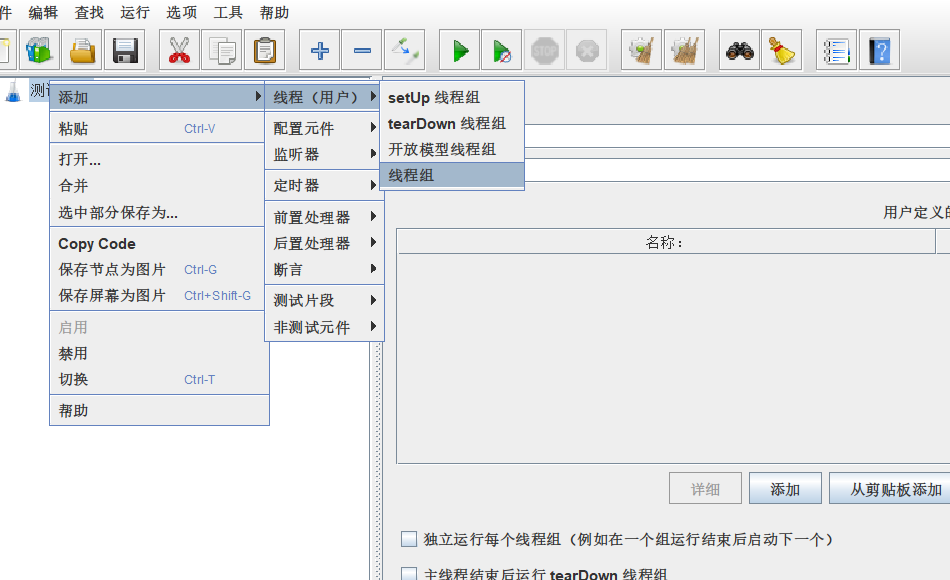 件 编辑 查找 运行 选项 工具 帮助
STOP
测试
添加
粘贴 Ctrl-V
打开...
合并
选中部分保存为...
Copy Code
保存节点为图片 Ctrl-G
保存屏幕为图片 Ctrl+Shift-G
启用
禁用
切换 Ctrl-T
帮助
线程（用户）
配置元件
监听器
定时器
前置处理器
后置处理器
断言
测试片段
非测试元件
setUp 线程组
tearDown 线程组
开放模型线程组
线程组
用户定义的
名称：
详细 添加 从剪贴板添加
独立运行每个线程组（例如在一个组运行结束后启动下一个）
主线程结束后运行 tearDown 线程组